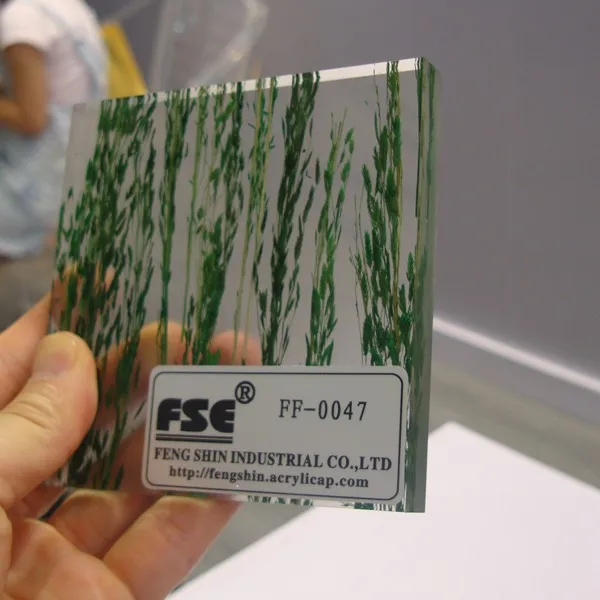 FSE® FF-0047
FENG SHIN INDUSTRIAL CO.,LTD
http://fengshin.acrylicap.com